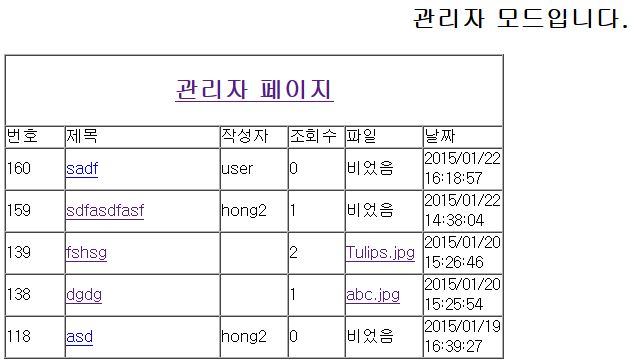 관리자 모드입니다.
관리자 페이지
번호 제목 작성자 조회수 파일 날짜
160 sadf user 0 비었음 2015/01/22 16:18:57
159 sdfasdfasf hong2 1 비었음 2015/01/22 14:38:04
139 fshsg 2 Tulips.jpg 2015/01/20 15:26:46
138 dgdg 1 abc.jpg 2015/01/20 15:25:54
118 asd hong2 0 비었음 2015/01/19 16:39:27